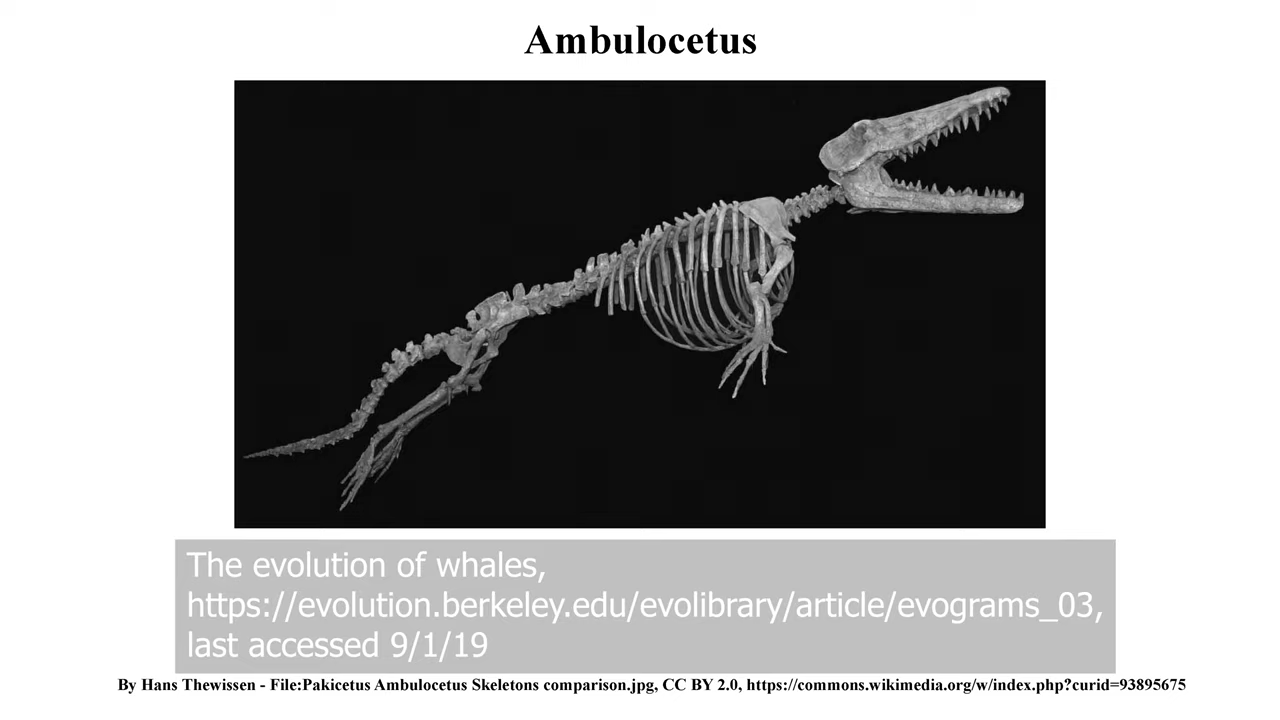 Ambulocetus
The evolution of whales,
https://evolution.berkeley.edu/evolibrary/article/evograms_03,
last accessed 9/1/19
By Hans Thewissen - File:Pakicetus Ambulocetus Skeletons comparison.jpg, CC BY 2.0, https://commons.wikimedia.org/w/index.php?curid=93895675